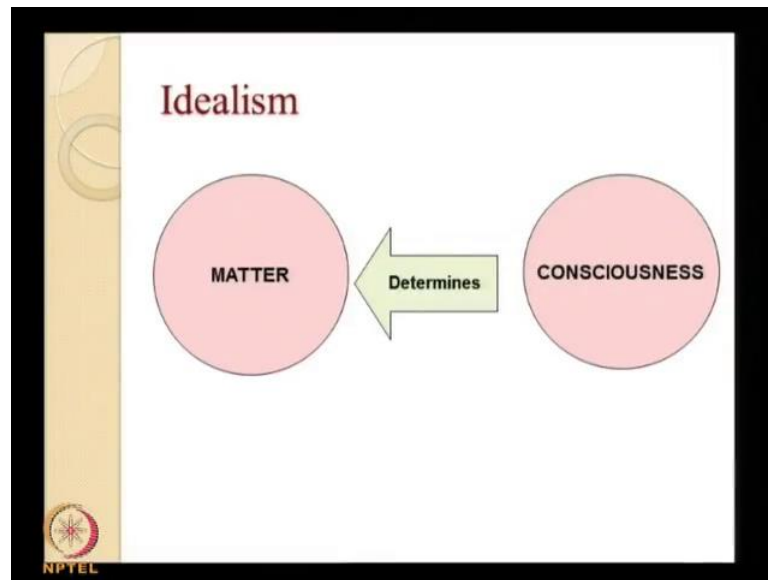 Idealism
MATTER
Determines
CONSCIOUSNESS
NPTEL